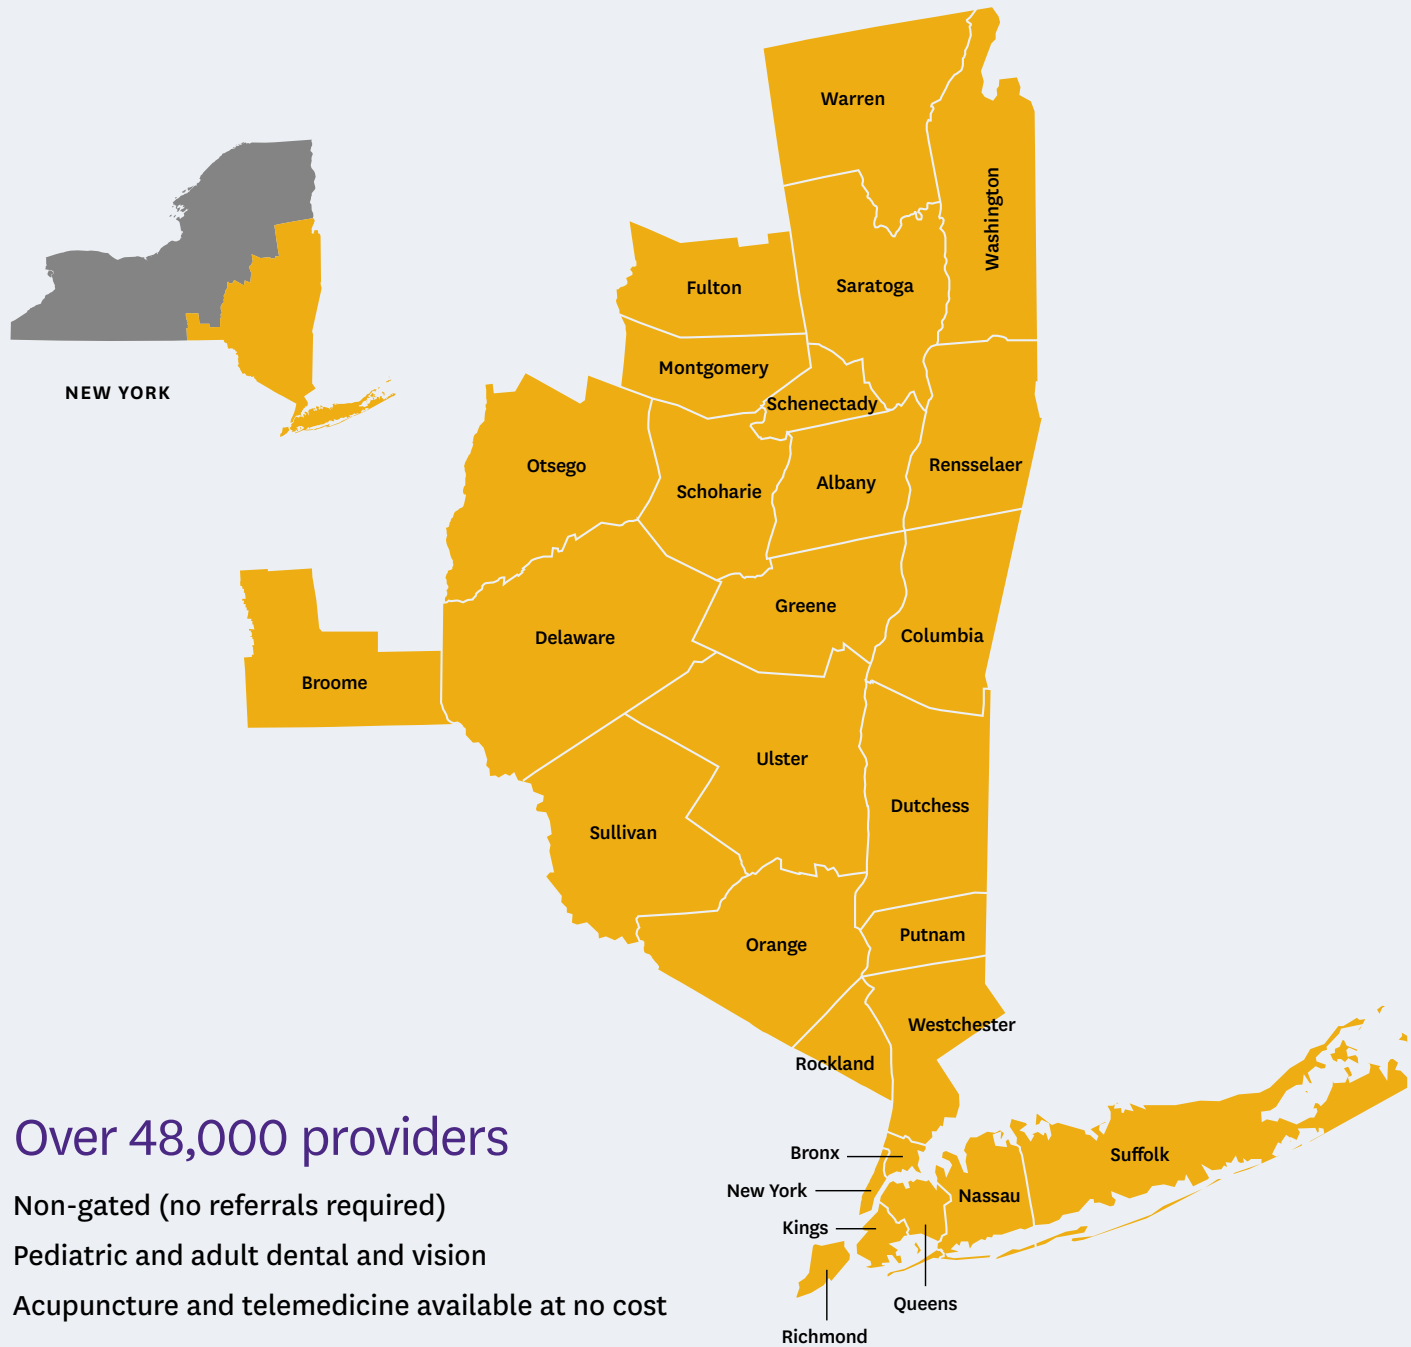 Warren
Washington
Fulton
Saratoga
NEW YORK
Montgomery
Schenectady
Otsego
Schoharie
Albany
Rensselaer
Greene
Delaware
Columbia
Broome
Ulster
Dutchess
Sullivan
Putnam
Orange
Westchester
Rockland
Over 48,000 providers
Bronx
Suffolk
New York
Nassau
Non-gated (no referrals required)
Kings
Pediatric and adult dental and vision
Queens
Acupuncture and telemedicine available at no cost
Richmond